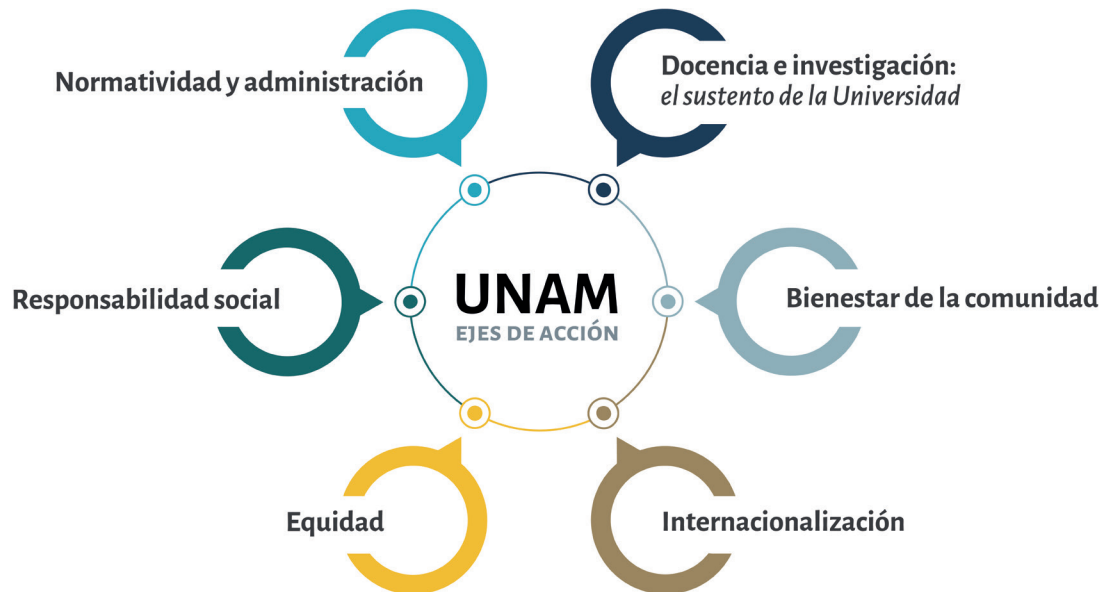 Normatividad y administración
Docencia e investigación:
el sustento de la Universidad
Responsabilidad social
UNAM
EJES DE ACCIÓN
Bienestar de la comunidad
Equidad
Internacionalización